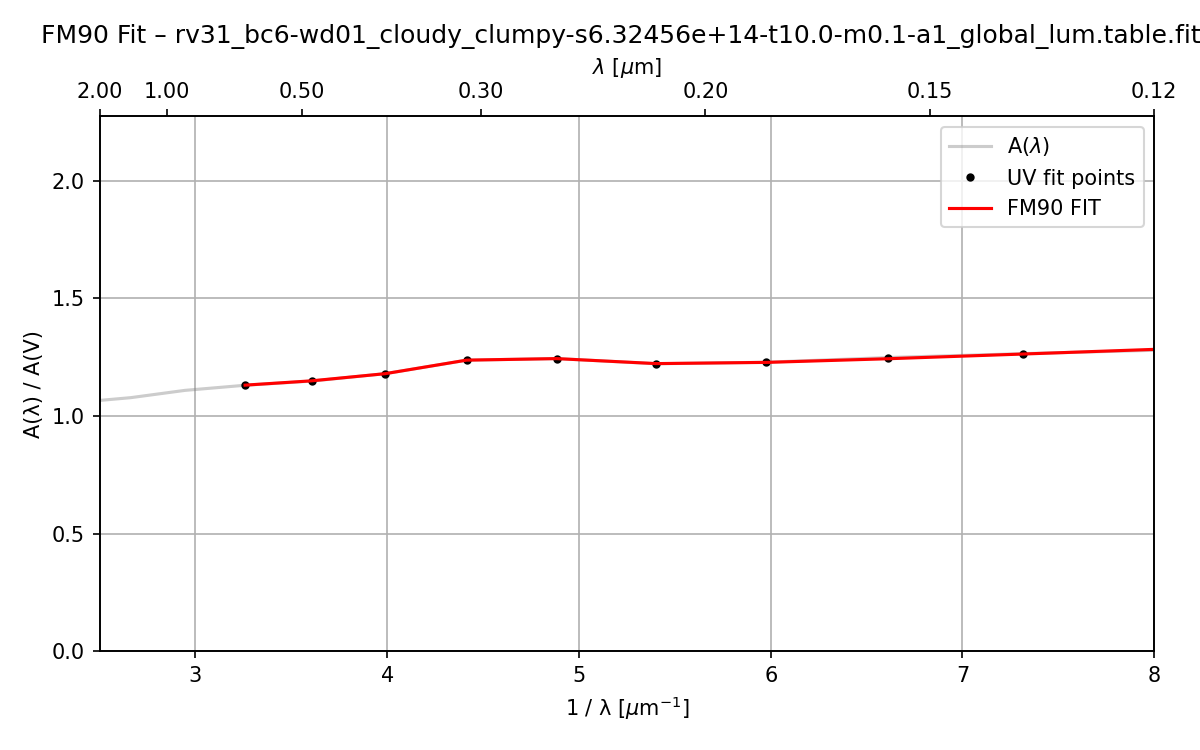 FM90 Fit – rv31_bc6-wd01_cloudy_clumpy-s6.32456e+14-t10.0-m0.1-a1_global_lum.table.fit
λ [μm]
2.00 1.00 0.50 0.30 0.20 0.15 0.12
A(λ)
UV fit points
FM90 FIT
A(λ) / A(V)
2.0
1.5
1.0
0.5
0.0
3 4 5 6 7 8
1 / λ [μm⁻¹]